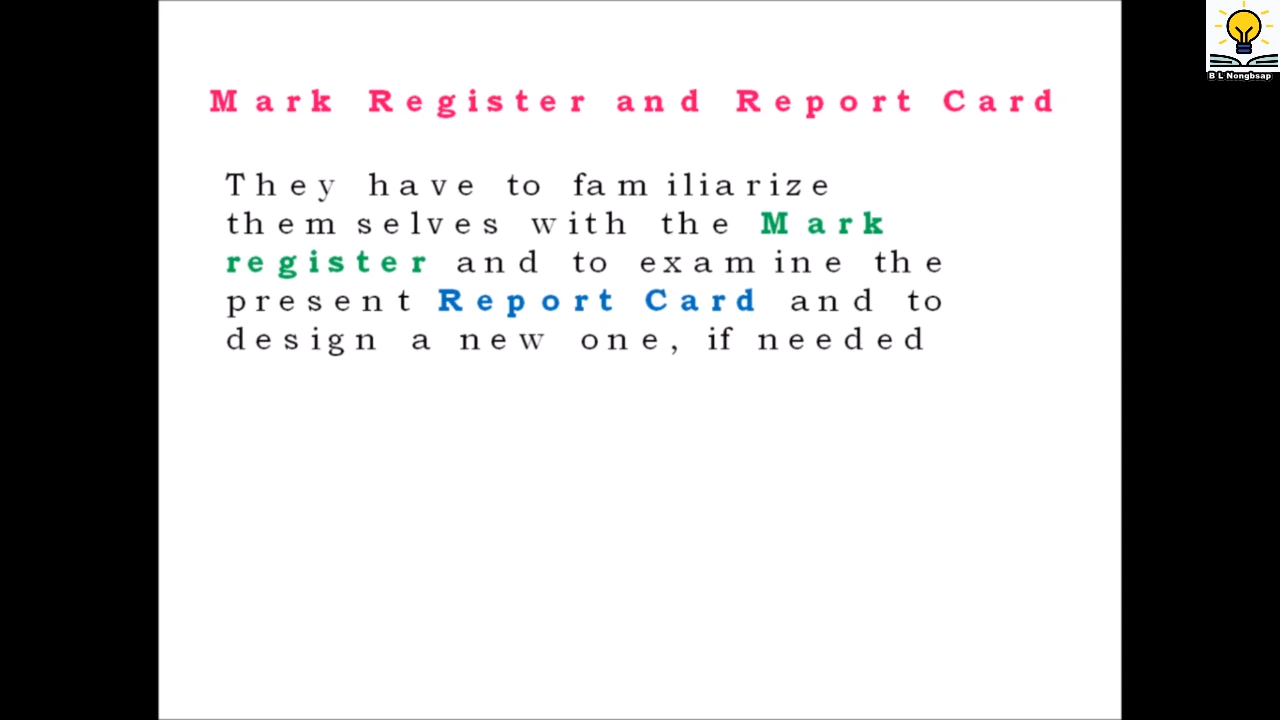 Mark Register and Report Card
They have to familiarize
themselves with the Mark
register and to examine the
present Report Card and to
design a new one, if needed
B L Nongbsap